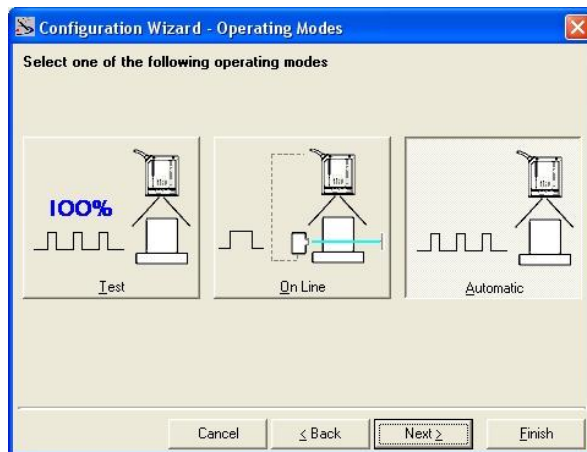 Configuration Wizard - Operating Modes
Select one of the following operating modes
100%
Test
On Line
Automatic
Cancel
< Back
Next >
Finish